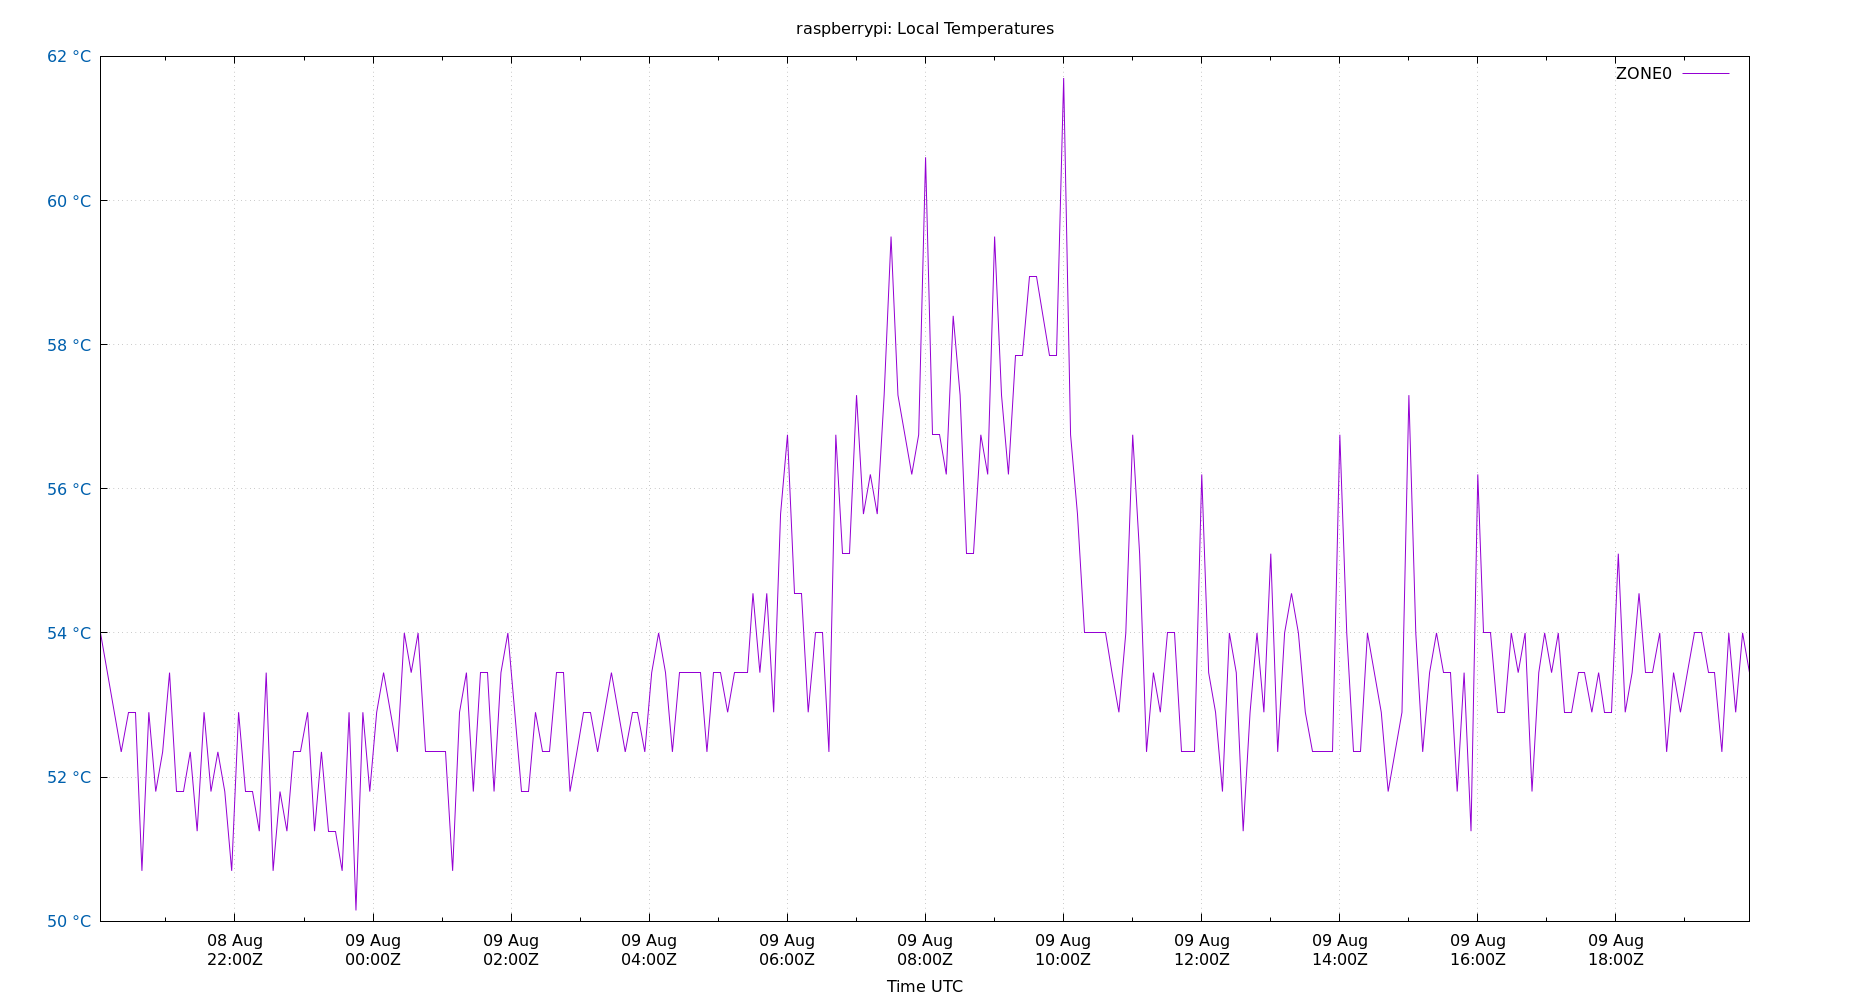 raspberrypi: Local Temperatures
62 °C
ZONE0
60 °C
58 °C
56 °C
54 °C
52 °C
50 °C
08 Aug 09 Aug 09 Aug 09 Aug 09 Aug 09 Aug 09 Aug 09 Aug 09 Aug 09 Aug 09 Aug
22:00Z 00:00Z 02:00Z 04:00Z 06:00Z 08:00Z 10:00Z 12:00Z 14:00Z 16:00Z 18:00Z
Time UTC